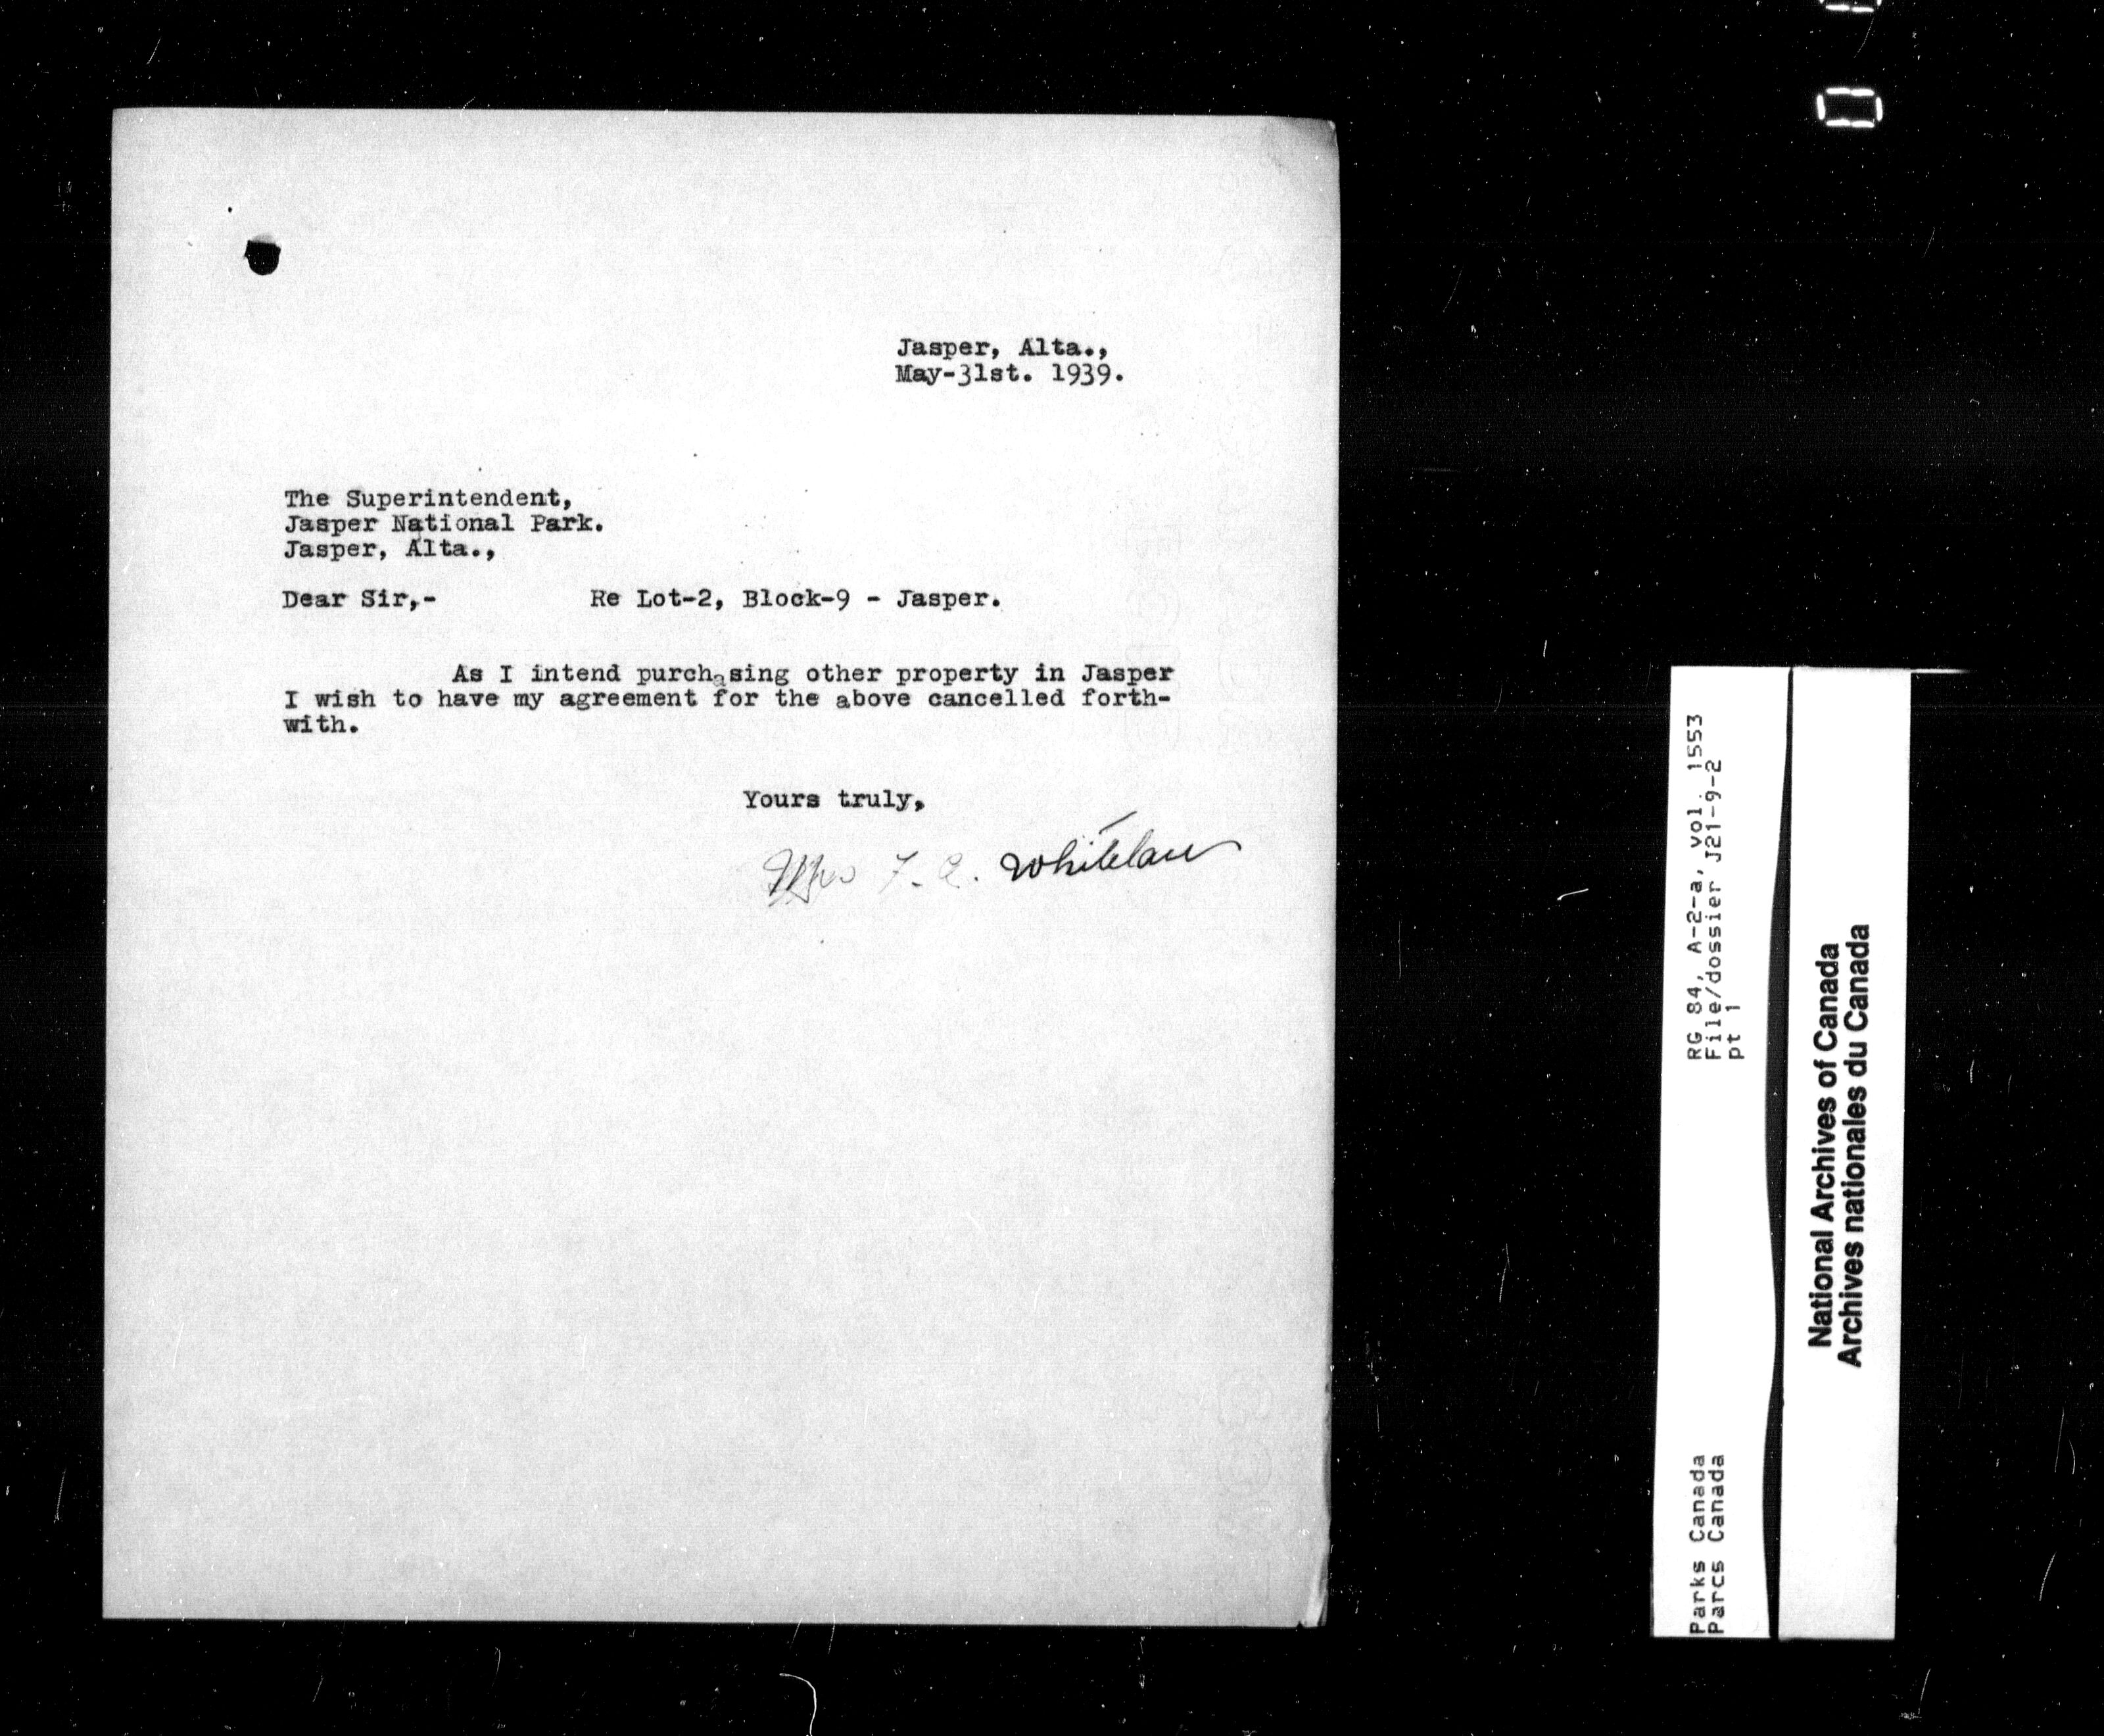 Jasper, Alta.,
May-31st. 1939.
The Superintendent,
Jasper National Park.
Jasper, Alta.,
Dear Sir,- Re Lot-2, Block-9 - Jasper.
As I intend purchasing other property in Jasper
I wish to have my agreement for the above cancelled forth-
with.
Yours truly,
Mrs F. A. Whitelaw
RG 84, A-2-a, vol. 1553
File/dossier J21-9-2
pt 1
Parks Canada
Parcs Canada
National Archives of Canada
Archives nationales du Canada